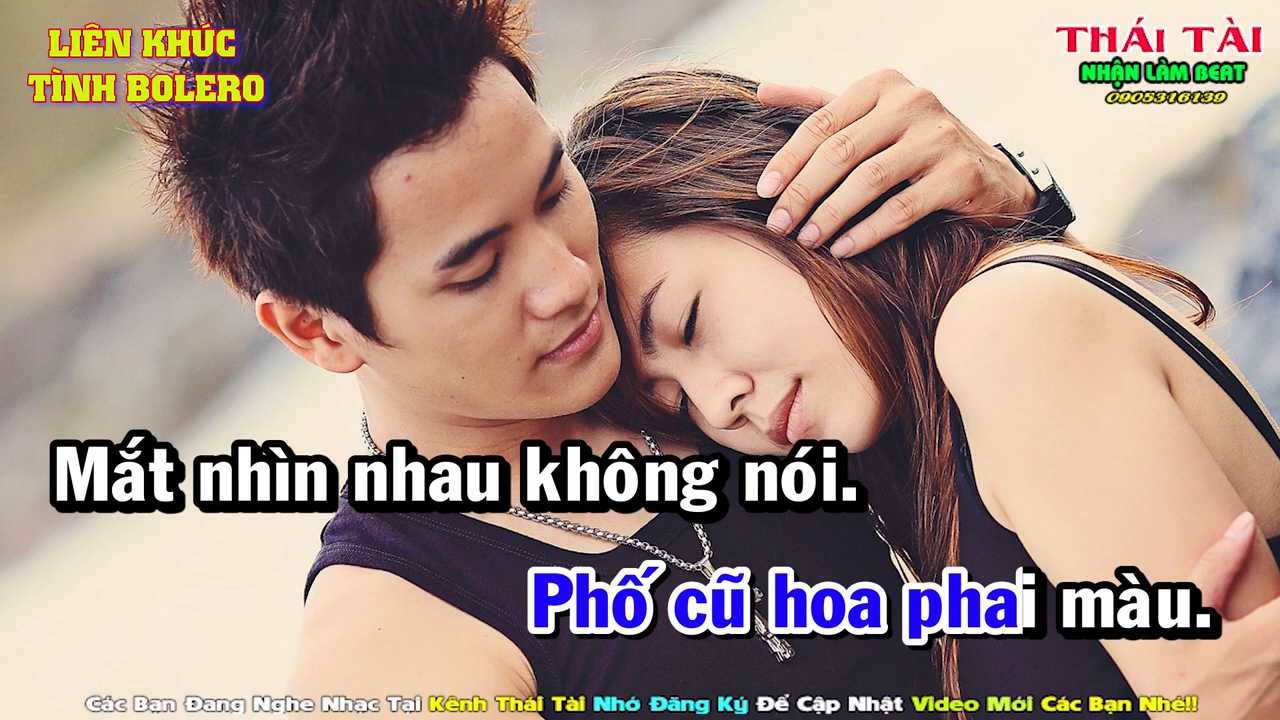 LIÊN KHÚC
TÌNH BOLERO
THÁI TÀI
NHẬN LÀM BEAT
0905316139
Mắt nhìn nhau không nói.
Phố cũ hoa phai màu.
Các Bạn Đang Nghe Nhạc Tại Kênh Thái Tài Nhớ Đăng Ký Để Cập Nhật Video Mới Các Bạn Nhé!!